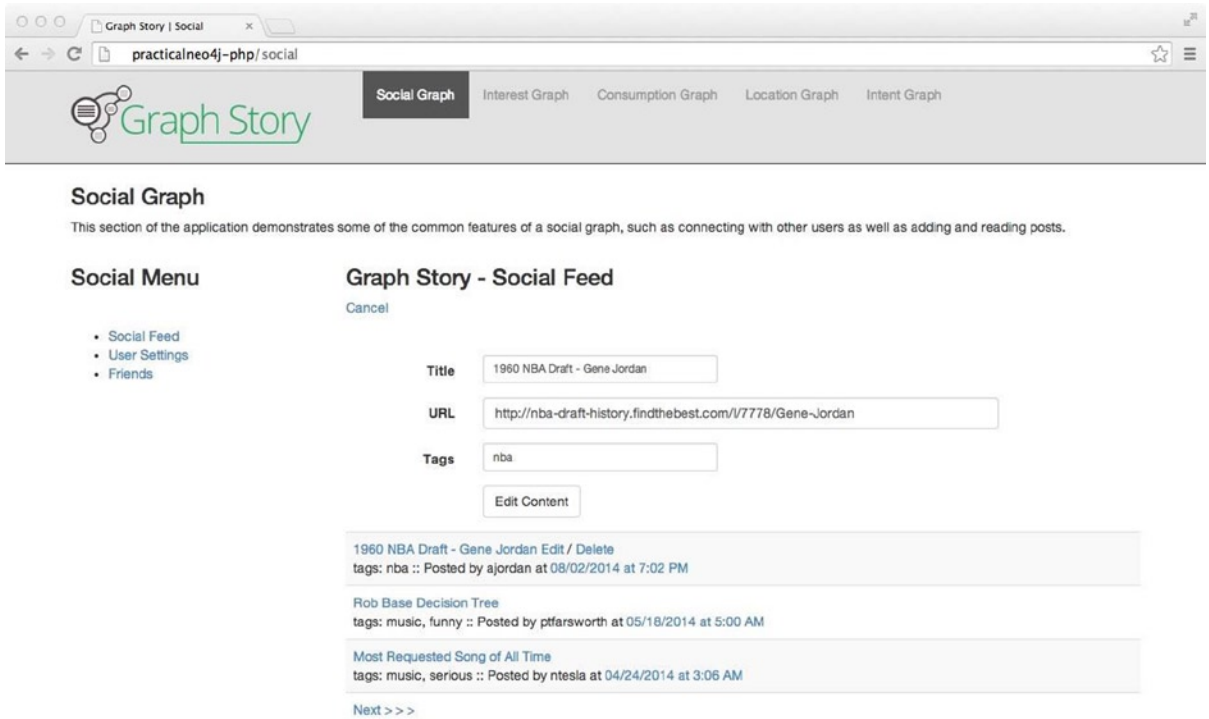 Graph Story | Social
practicalneo4j-php/social
Graph Story
Social Graph Interest Graph Consumption Graph Location Graph Intent Graph
Social Graph
This section of the application demonstrates some of the common features of a social graph, such as connecting with other users as well as adding and reading posts.
Social Menu
• Social Feed
• User Settings
• Friends
Graph Story - Social Feed
Cancel
Title 1960 NBA Draft - Gene Jordan
URL http://nba-draft-history.findthebest.com/l/7778/Gene-Jordan
Tags nba
Edit Content
1960 NBA Draft - Gene Jordan Edit / Delete
tags: nba :: Posted by ajordan at 08/02/2014 at 7:02 PM
Rob Base Decision Tree
tags: music, funny :: Posted by ptfarsworth at 05/18/2014 at 5:00 AM
Most Requested Song of All Time
tags: music, serious :: Posted by ntesla at 04/24/2014 at 3:06 AM
Next > > >